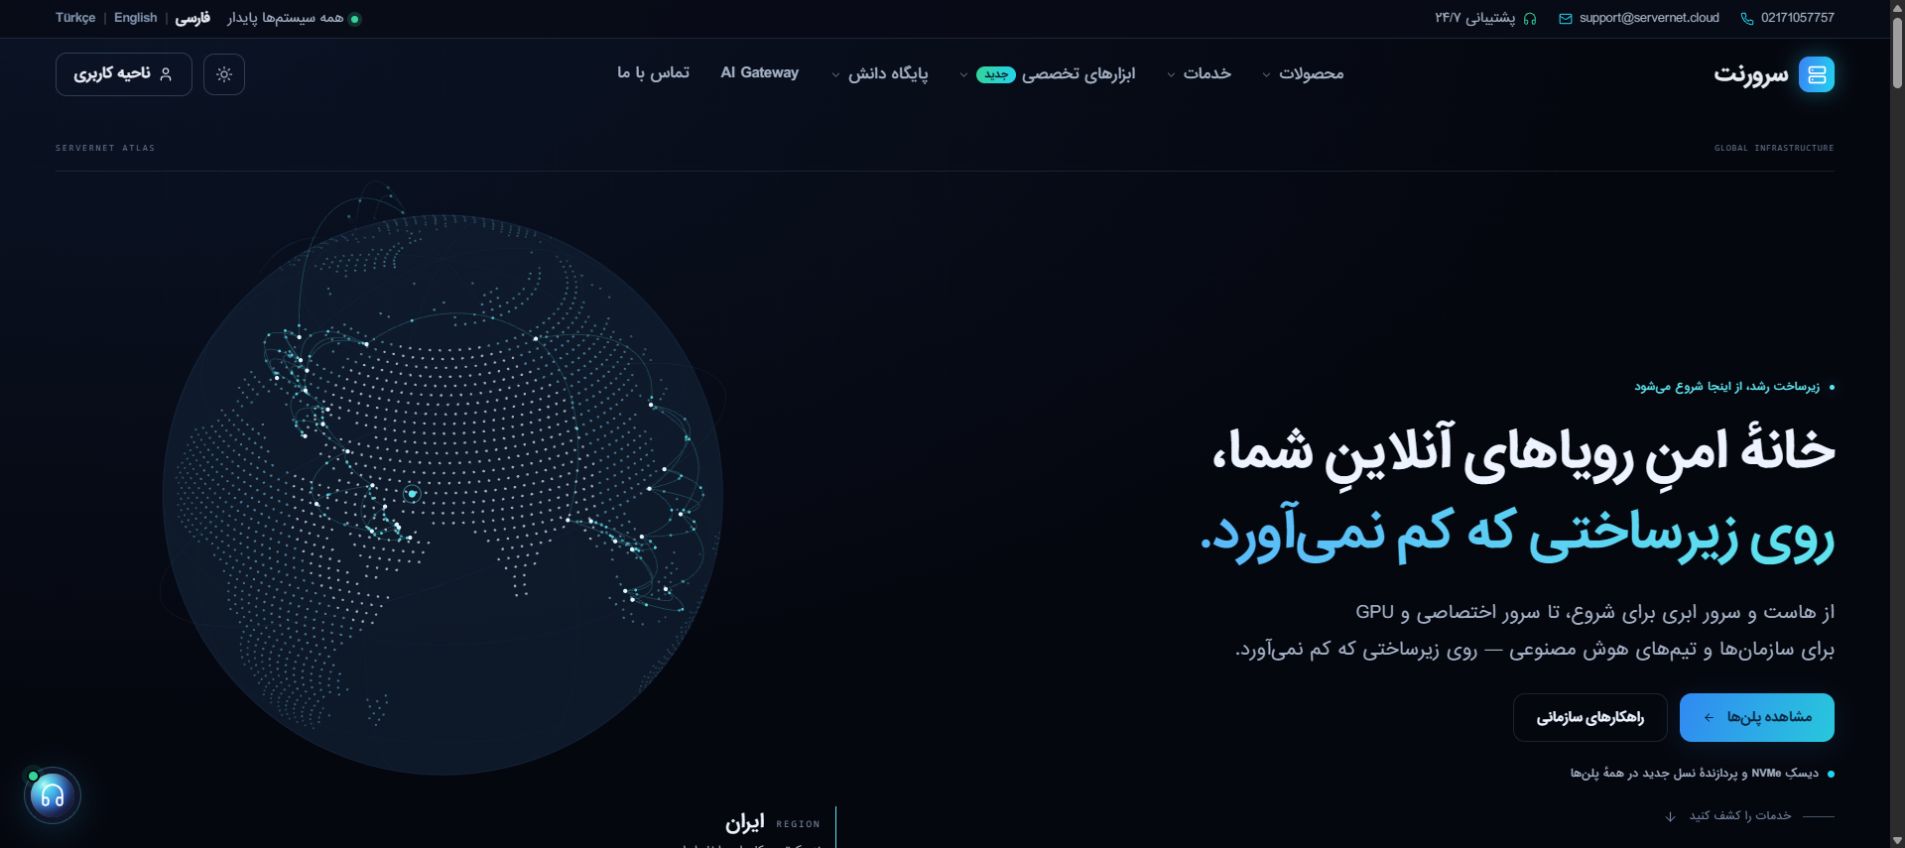 02171057757
support@servernet.cloud
پشتیبانی ۲۴/۷
همه سیستم‌ها پایدار
فارسی | English | Türkçe
سرورنت
محصولات
خدمات
ابزارهای تخصصی جدید
پایگاه دانش
AI Gateway
تماس با ما
ناحیه کاربری
GLOBAL INFRASTRUCTURE
SERVERNET ATLAS
زیرساخت رشد، از اینجا شروع می‌شود
خانهٔ امنِ رویاهای آنلاینِ شما،
روی زیرساختی که کم نمی‌آورد.
از هاست و سرور ابری برای شروع، تا سرور اختصاصی و GPU
برای سازمان‌ها و تیم‌های هوش مصنوعی — روی زیرساختی که کم نمی‌آورد.
مشاهده پلن‌ها ←
راهکارهای سازمانی
دیسکِ NVMe و پردازندهٔ نسل جدید در همهٔ پلن‌ها
خدمات را کشف کنید ↓
REGION ایران